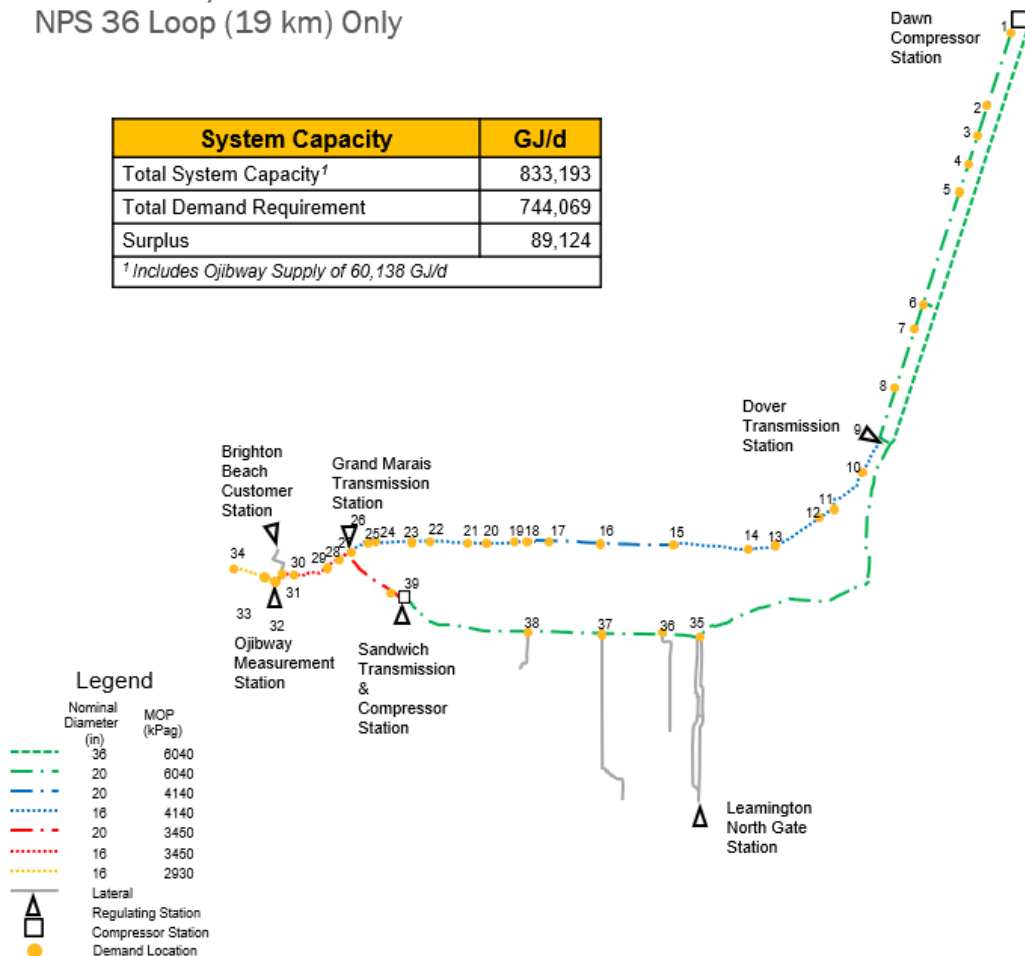 NPS 36 Loop (19 km) Only
Dawn
Compressor
Station
System Capacity GJ/d
Total System Capacity¹ 833,193
Total Demand Requirement 744,069
Surplus 89,124
¹ Includes Ojibway Supply of 60,138 GJ/d
1
2
3
4
5
6
7
8
Dover
Transmission
Station
9
10
11
12
13
14
15
16
17
18
19
20
21
22
23
24
25
26
Brighton
Beach
Customer
Station
Grand Marais
Transmission
Station
28
29
30
31
32
33
34
39
38
37
36
35
Ojibway
Measurement
Station
Sandwich
Transmission
&
Compressor
Station
Leamington
North Gate
Station
Legend
Nominal
Diameter
(in)
MOP
(kPag)
36 6040
20 6040
20 4140
16 4140
20 3450
16 3450
16 2930
Lateral
Regulating Station
Compressor Station
Demand Location